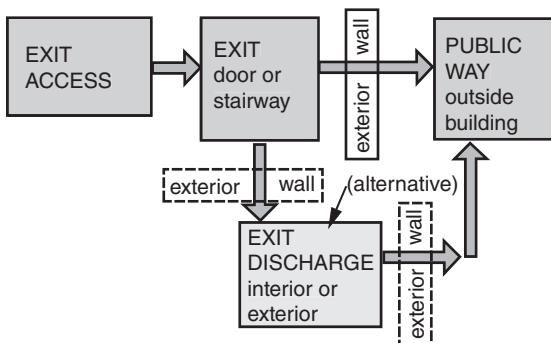 EXIT
ACCESS
EXIT
door or
stairway
exterior wall
PUBLIC
WAY
outside
building
exterior wall
(alternative)
EXIT
DISCHARGE
interior or
exterior
exterior wall